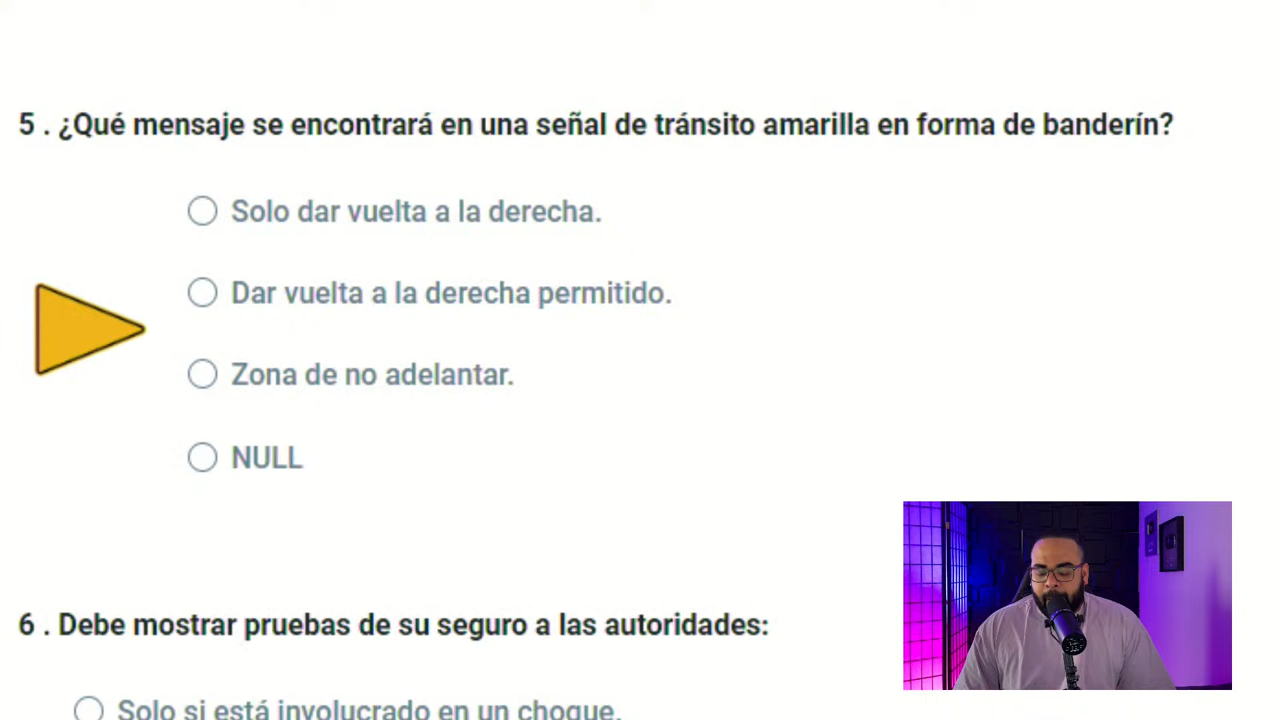 5 . ¿Qué mensaje se encontrará en una señal de tránsito amarilla en forma de banderín?
Solo dar vuelta a la derecha.
Dar vuelta a la derecha permitido.
Zona de no adelantar.
NULL
6 . Debe mostrar pruebas de su seguro a las autoridades:
Solo si está involucrado en un choque.